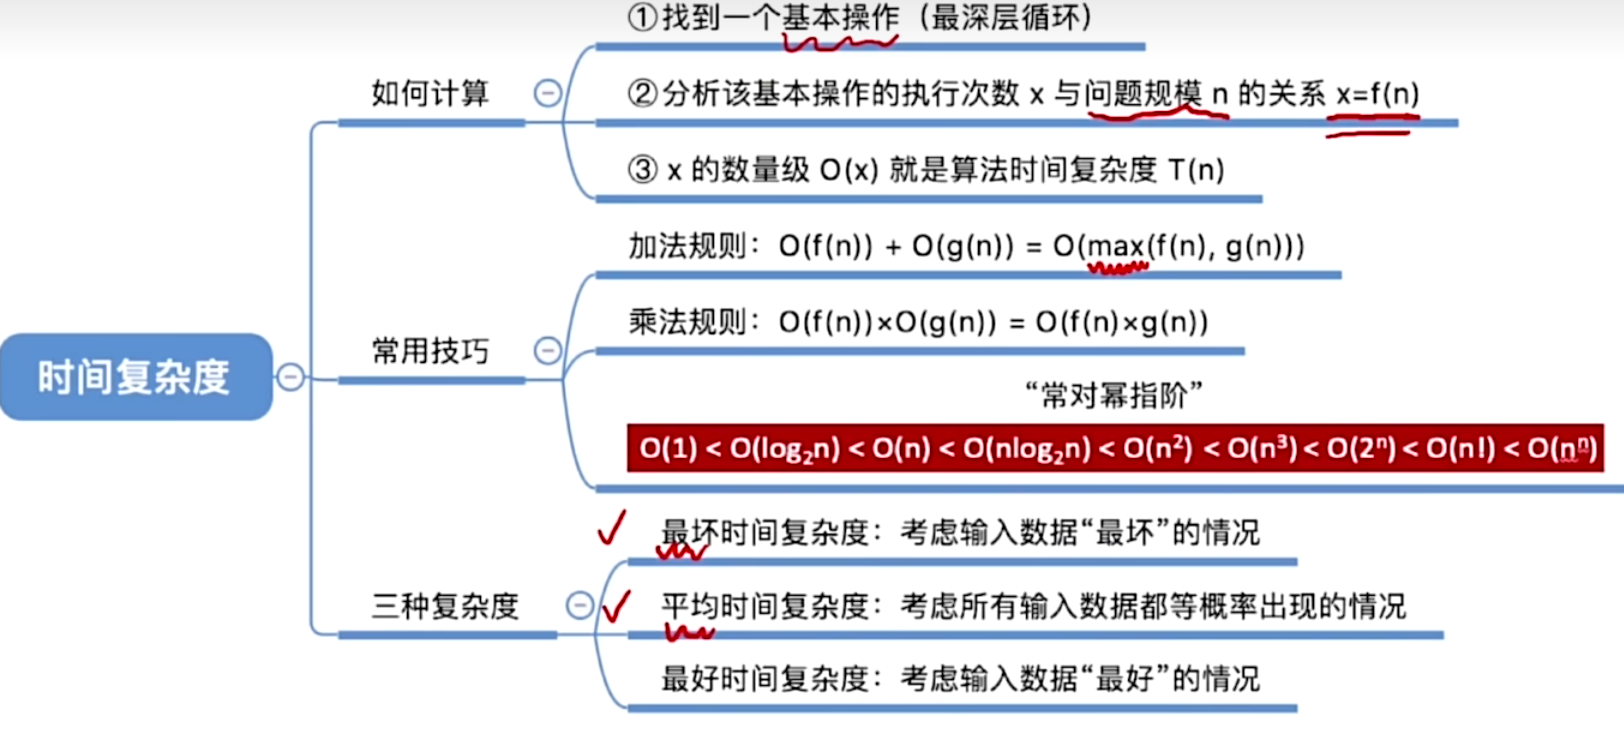 ①找到一个基本操作（最深层循环）
如何计算
②分析该基本操作的执行次数 x 与问题规模 n 的关系 x=f(n)
③ x 的数量级 O(x) 就是算法时间复杂度 T(n)
加法规则：O(f(n)) + O(g(n)) = O(max(f(n), g(n)))
乘法规则：O(f(n))×O(g(n)) = O(f(n)×g(n))
常用技巧
时间复杂度
“常对幂指阶”
O(1) < O(log₂n) < O(n) < O(nlog₂n) < O(n²) < O(n³) < O(2ⁿ) < O(n!) < O(nⁿ)
最坏时间复杂度：考虑输入数据“最坏”的情况
三种复杂度
平均时间复杂度：考虑所有输入数据都等概率出现的情况
最好时间复杂度：考虑输入数据“最好”的情况